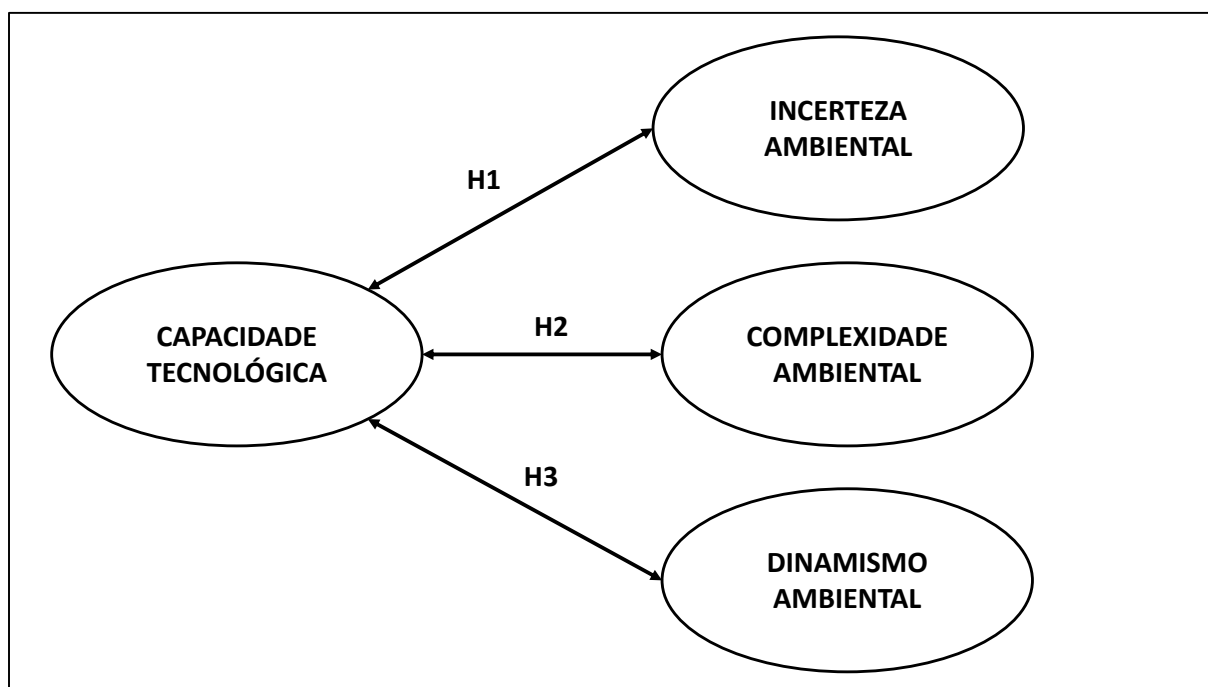 INCERTEZA
AMBIENTAL
H1
CAPACIDADE
TECNOLÓGICA
H2
COMPLEXIDADE
AMBIENTAL
H3
DINAMISMO
AMBIENTAL